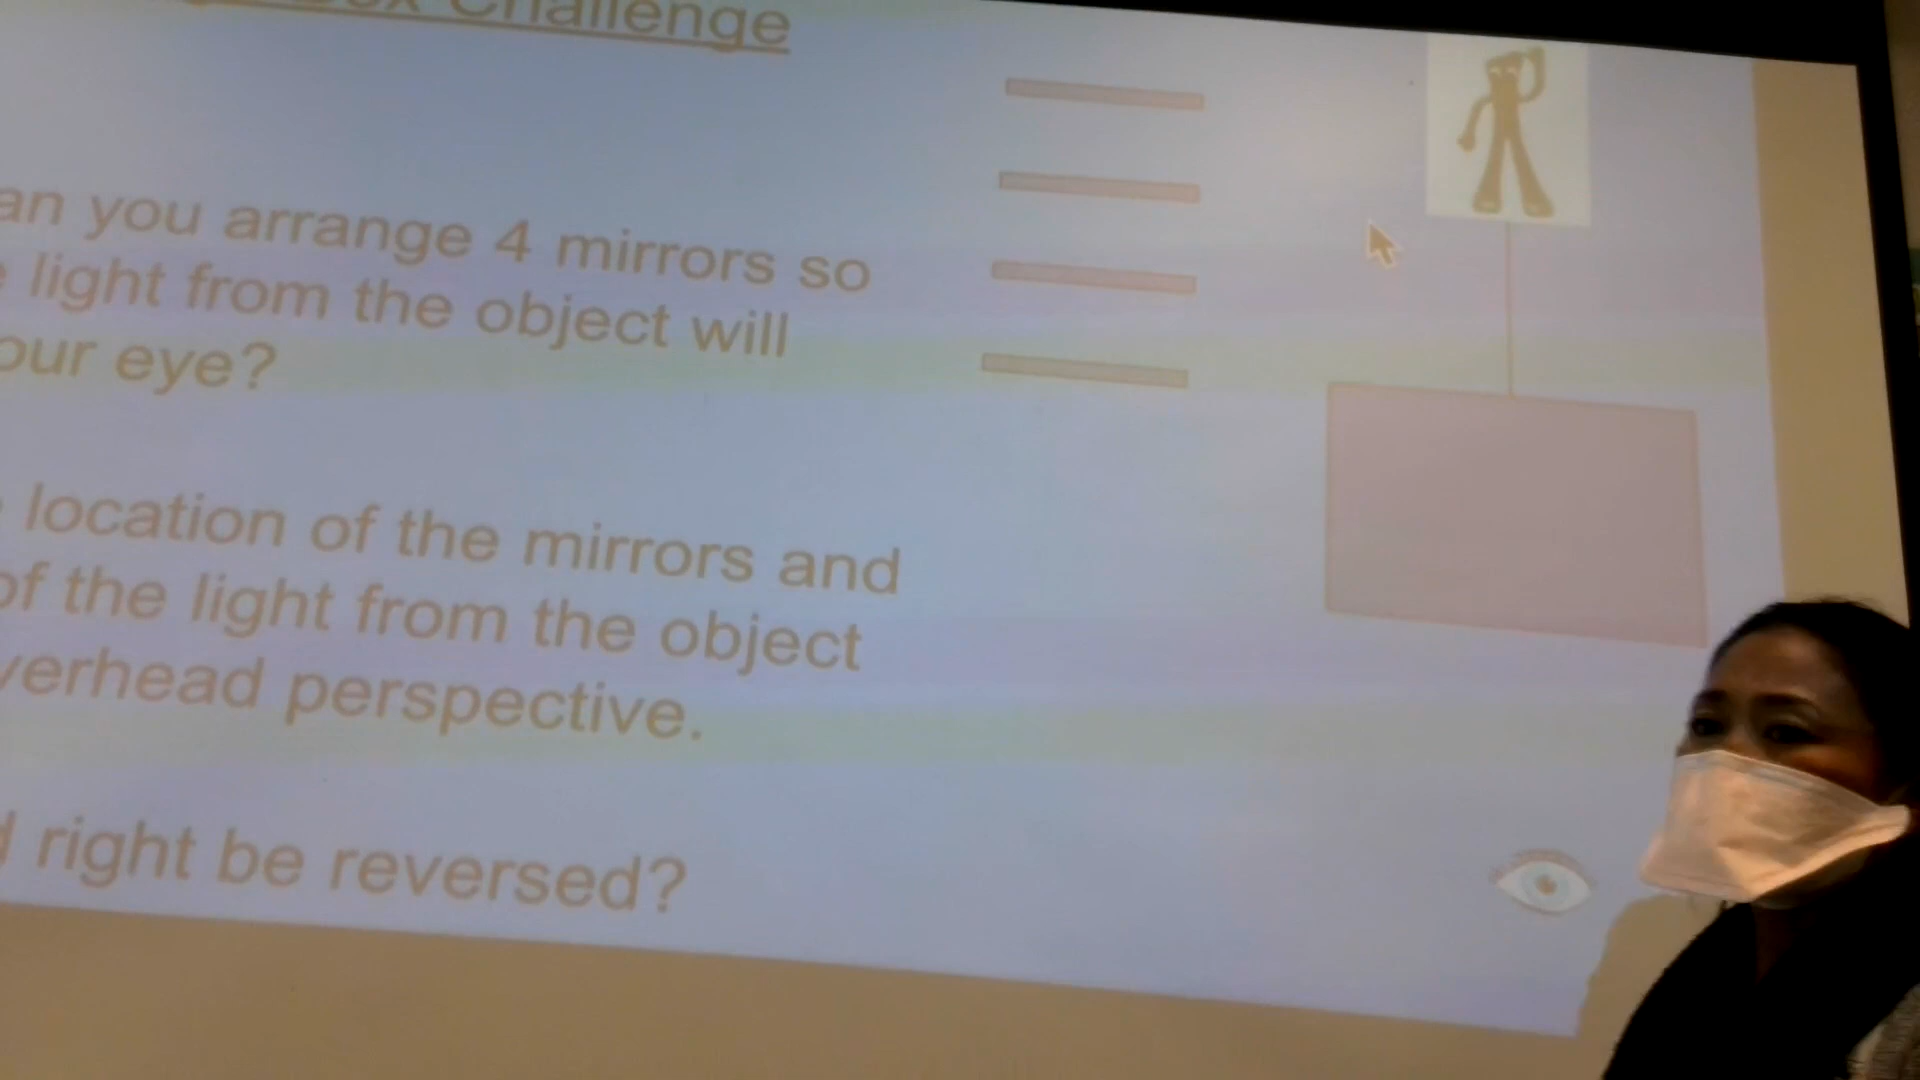 Challenge
an you arrange 4 mirrors so
light from the object will
our eye?
location of the mirrors and
of the light from the object
verhead perspective.
right be reversed?